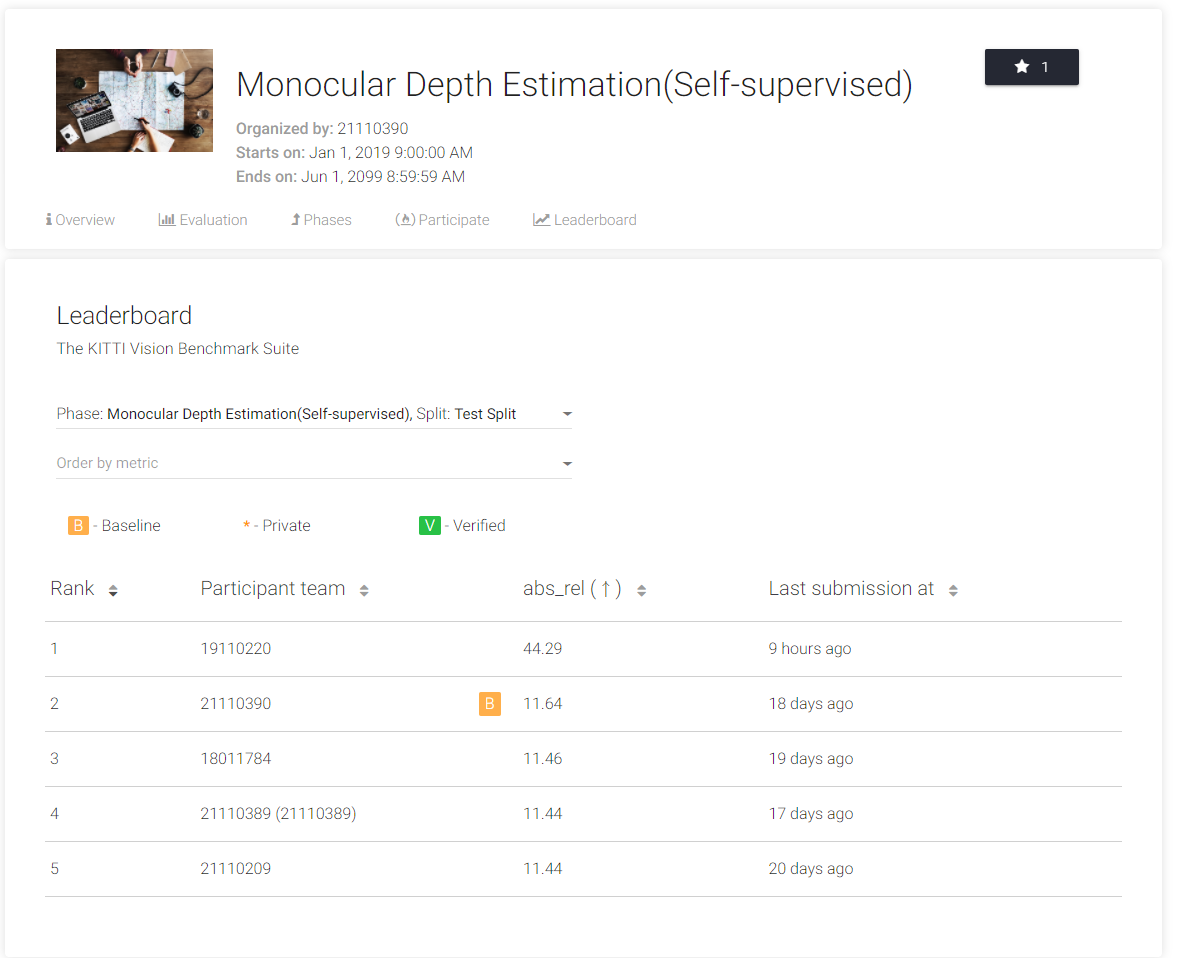 Monocular Depth Estimation(Self-supervised)
1
Organized by: 21110390
Starts on: Jan 1, 2019 9:00:00 AM
Ends on: Jun 1, 2099 8:59:59 AM
Overview Evaluation Phases Participate Leaderboard
Leaderboard
The KITTI Vision Benchmark Suite
Phase: Monocular Depth Estimation(Self-supervised), Split: Test Split
Order by metric
B - Baseline * - Private V - Verified
Rank Participant team abs_rel (↑) Last submission at
1 19110220 44.29 9 hours ago
2 21110390 B 11.64 18 days ago
3 18011784 11.46 19 days ago
4 21110389 (21110389) 11.44 17 days ago
5 21110209 11.44 20 days ago